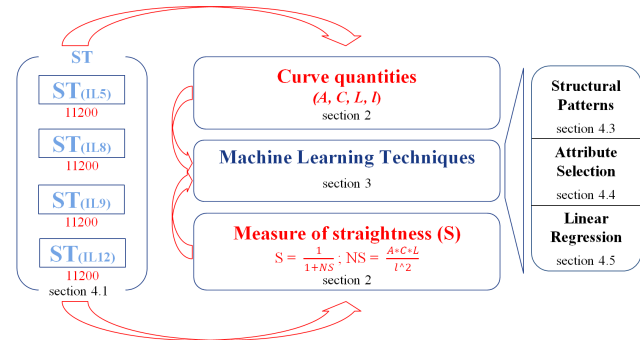 ST
ST(IL5)
11200
ST(IL8)
11200
ST(IL9)
11200
ST(IL12)
11200
section 4.1
Curve quantities
(A, C, L, l)
section 2
Machine Learning Techniques
section 3
Measure of straightness (S)
S = 1/(1+NS) ; NS = A*C*L/l^2
section 2
Structural
Patterns
section 4.3
Attribute
Selection
section 4.4
Linear
Regression
section 4.5